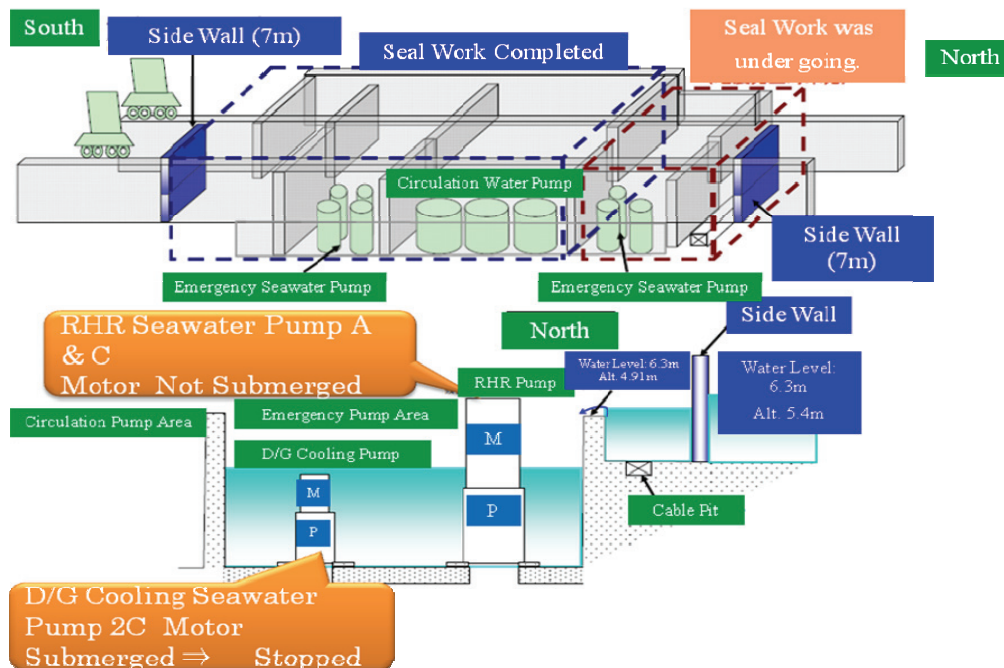 South
Side Wall (7m)
Seal Work Completed
Seal Work was
under going.
North
Circulation Water Pump
Side Wall
(7m)
Emergency Seawater Pump
Emergency Seawater Pump
RHR Seawater Pump A
& C
Motor Not Submerged
North
Side Wall
Water Level: 6.3m
Alt. 4.91m
Water Level:
6.3m
Alt. 5.4m
RHR Pump
Circulation Pump Area
Emergency Pump Area
D/G Cooling Pump
M
M
P
P
Cable Pit
D/G Cooling Seawater
Pump 2C Motor
Submerged ⇒ Stopped